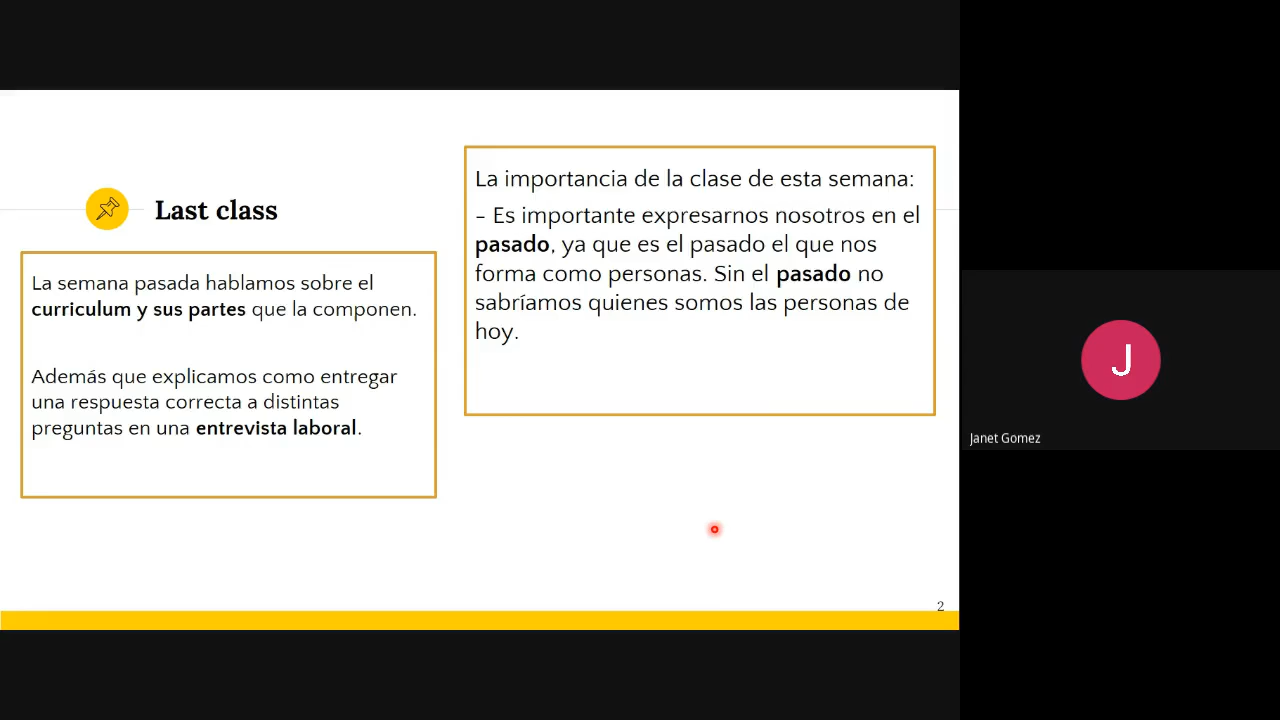 Last class
La semana pasada hablamos sobre el
curriculum y sus partes que la componen.
Además que explicamos como entregar
una respuesta correcta a distintas
preguntas en una entrevista laboral.
La importancia de la clase de esta semana:
- Es importante expresarnos nosotros en el
pasado, ya que es el pasado el que nos
forma como personas. Sin el pasado no
sabríamos quienes somos las personas de
hoy.
2
J
Janet Gomez